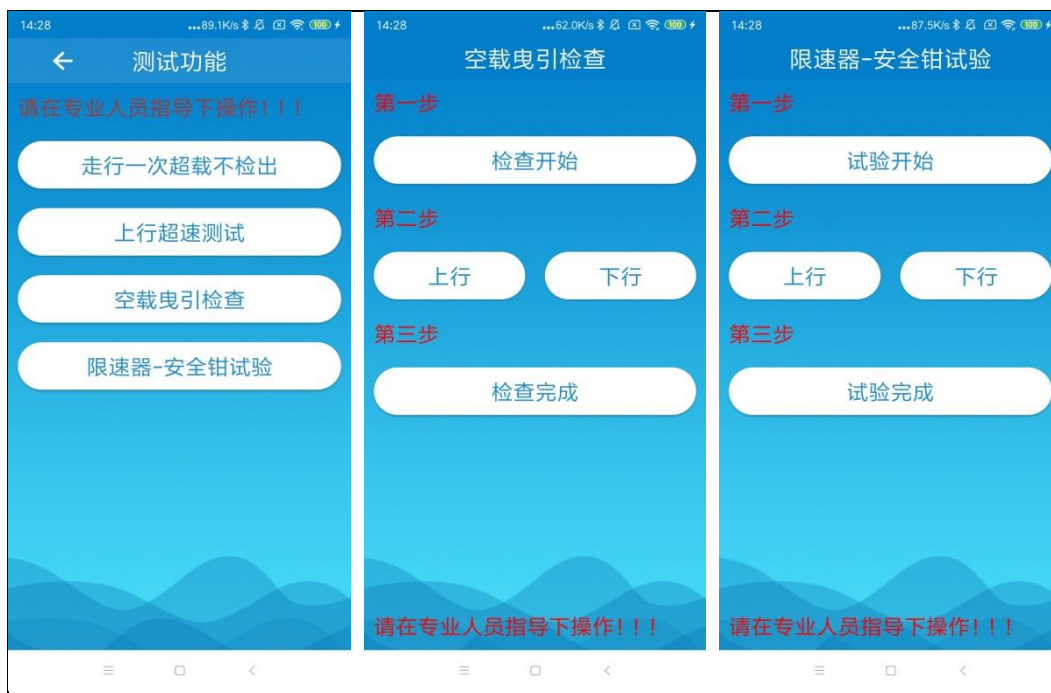 14:28
...89.1K/s
100
测试功能
请在专业人员指导下操作！！！
走行一次超载不检出
上行超速测试
空载曳引检查
限速器-安全钳试验
14:28
...62.0K/s
100
空载曳引检查
第一步
检查开始
第二步
上行 下行
第三步
检查完成
请在专业人员指导下操作！！！
14:28
...87.5K/s
100
限速器-安全钳试验
第一步
试验开始
第二步
上行 下行
第三步
试验完成
请在专业人员指导下操作！！！